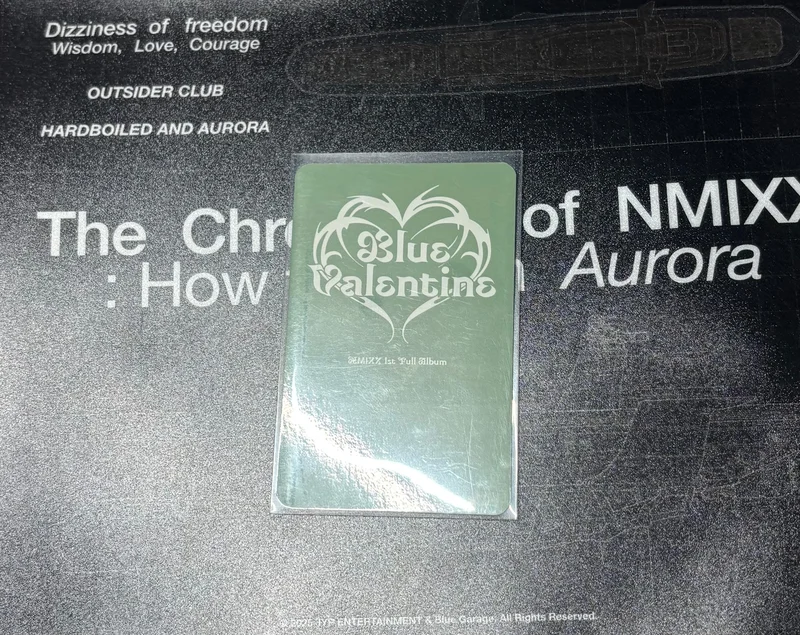 Dizziness of freedom
Wisdom, Love, Courage
OUTSIDER CLUB
HARDBOILED AND AURORA
The Chr of NMIXX
: How Aurora
Blue
Valentine
NMIXX 1st Full Album
© 2025 JYP ENTERTAINMENT & Blue Garage. All Rights Reserved.